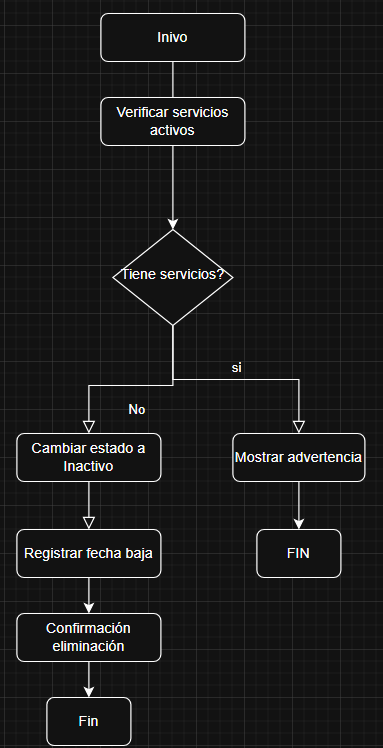 Inivo
Verificar servicios
activos
Tiene servicios?
si
No
Cambiar estado a
Inactivo
Mostrar advertencia
Registrar fecha baja
FIN
Confirmación
eliminación
Fin